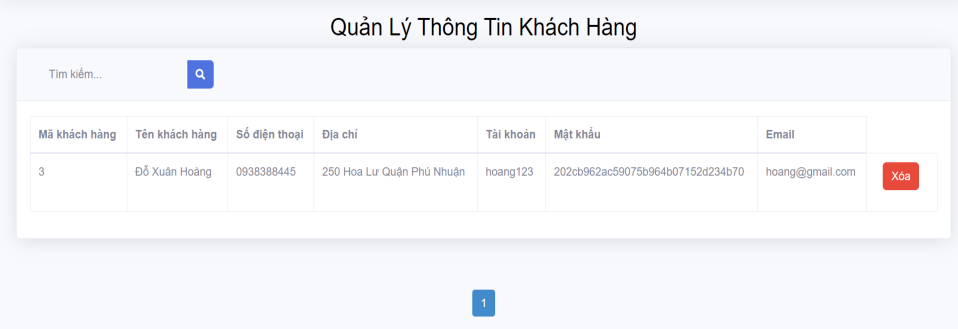 Quản Lý Thông Tin Khách Hàng
Tìm kiếm...
Mã khách hàng Tên khách hàng Số điện thoại Địa chỉ Tài khoản Mật khẩu Email
3 Đỗ Xuân Hoàng 0938388445 250 Hoa Lư Quận Phú Nhuận hoang123 202cb962ac59075b964b07152d234b70 hoang@gmail.com Xóa
1